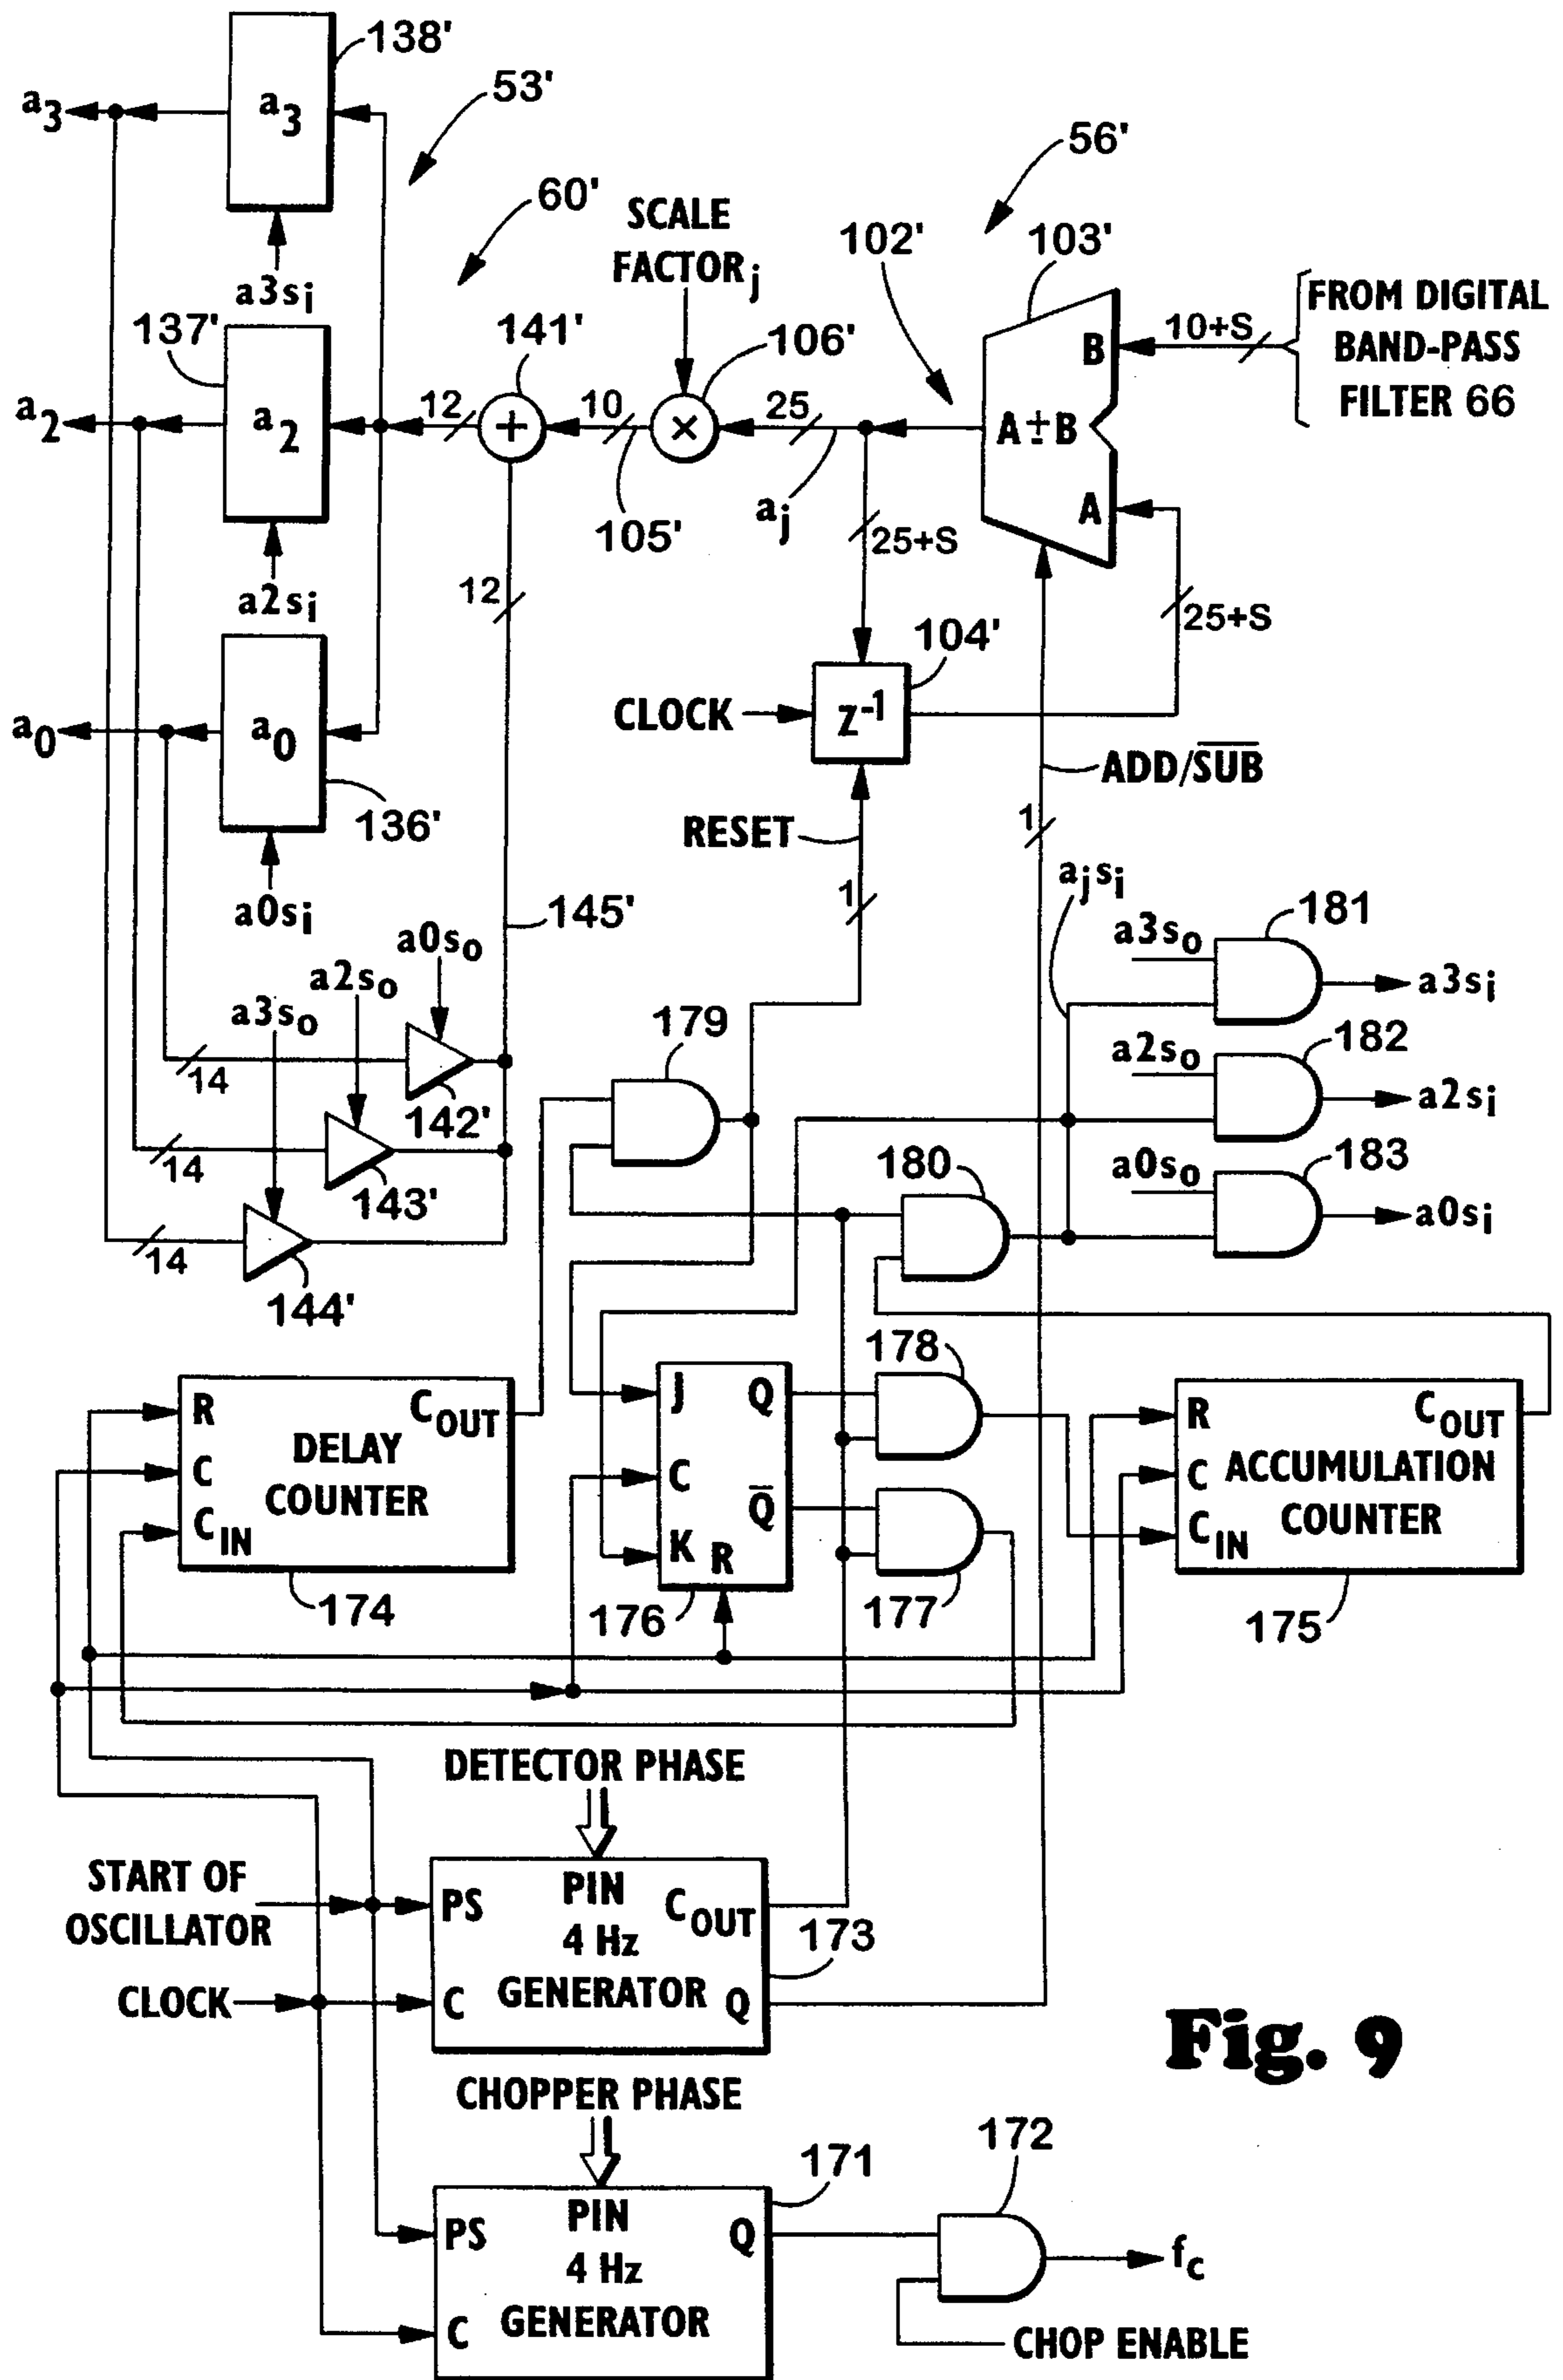 138'
a3
a3
53'
56'
60'
SCALE
FACTORj
102'
103'
a3si
137'
141'
106'
B
10+S
FROM DIGITAL
BAND-PASS
FILTER 66
a2
a2
12
+
10
×
25
A±B
105'
aj
25+S
A
a2si
12
25+S
104'
CLOCK
Z-1
a0
a0
ADD/SUB̅
136'
RESET
1
1
ajsi
a0si
145'
a0so
a2so
a3so
a3so
181
a3si
179
14
142'
a2so
182
a2si
14
143'
180
a0so
183
a0si
14
144'
178
R
COUT
DELAY
COUNTER
C
CIN
J
Q
C
Q̅
K
R
R
COUT
C
ACCUMULATION
COUNTER
CIN
174
176
177
175
DETECTOR PHASE
START OF
OSCILLATOR
PS
PIN
4 Hz
GENERATOR
COUT
173
CLOCK
C
Q
Fig. 9
CHOPPER PHASE
171
172
PS
PIN
4 Hz
GENERATOR
Q
fc
C
CHOP ENABLE